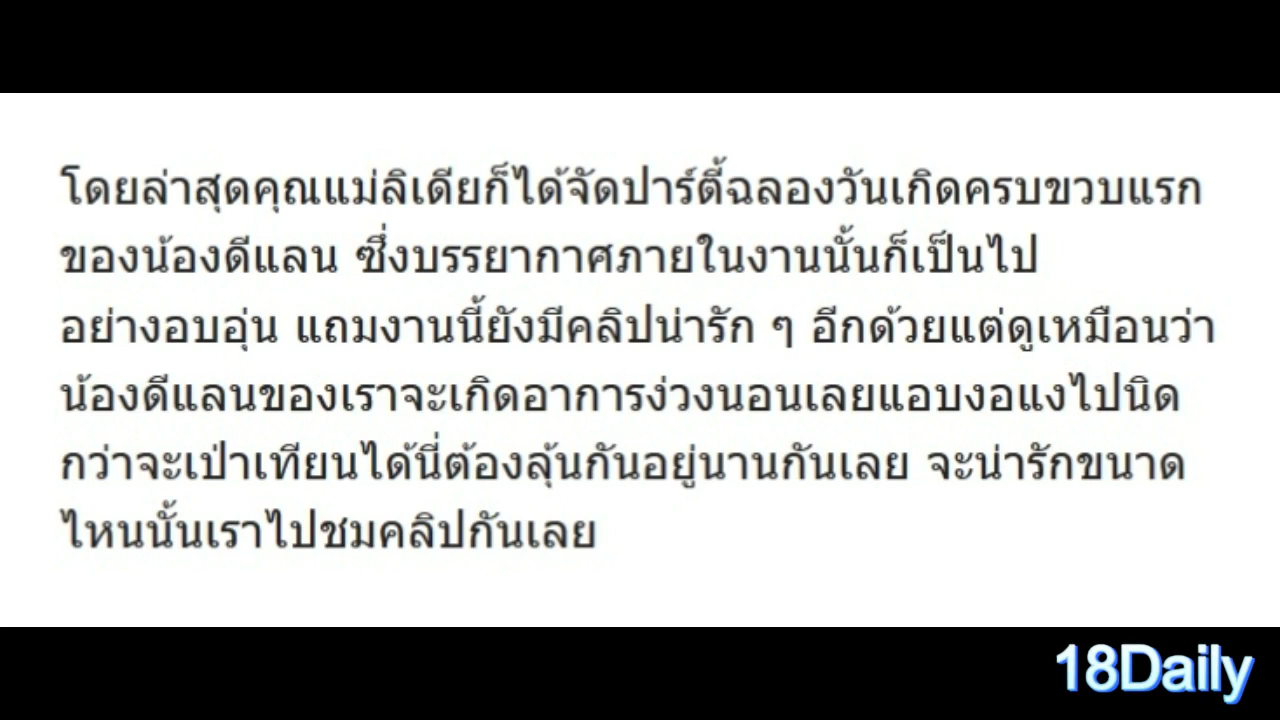 โดยล่าสุดคุณแม่ลิเดียก็ได้จัดปาร์ตี้ฉลองวันเกิดครบขวบแรก
ของน้องดีแลน ซึ่งบรรยากาศภายในงานนั้นก็เป็นไป
อย่างอบอุ่น แถมงานนี้ยังมีคลิปน่ารัก ๆ อีกด้วยแต่ดูเหมือนว่า
น้องดีแลนของเราจะเกิดอาการง่วงนอนเลยแอบงอแงไปนิด
กว่าจะเป่าเทียนได้นี่ต้องลุ้นกันอยู่นานกันเลย จะน่ารักขนาด
ไหนนั้นเราไปชมคลิปกันเลย
18Daily